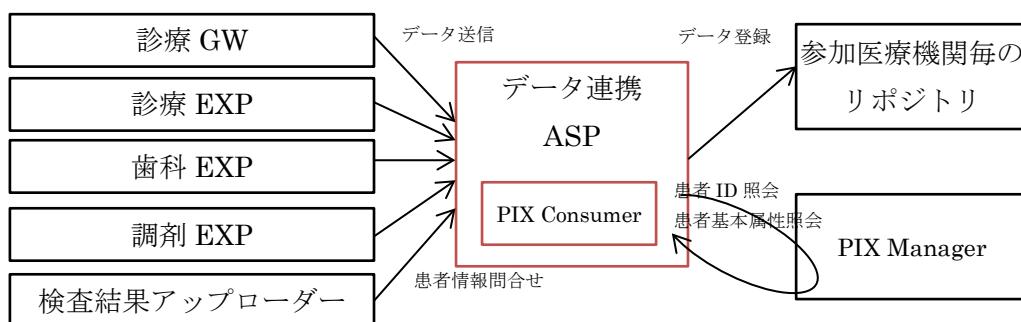 診療 GW
診療 EXP
歯科 EXP
調剤 EXP
検査結果アップローダー
データ送信
患者情報問合せ
データ連携
ASP
PIX Consumer
データ登録
参加医療機関毎の
リポジトリ
患者 ID 照会
患者基本属性照会
PIX Manager